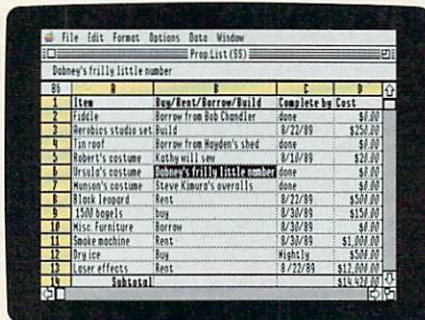 File Edit Format Options Data Window
Prop List (SS)
Dabney's frilly little number
B6 A B C D
1 Item Buy/Rent/Borrow/Build Complete by Cost
2 Fiddle Borrow from Bob Chandler done $0.00
3 Aerobics studio set Build 8/22/89 $250.00
4 Tin roof Borrow from Hayden's shed done $0.00
5 Robert's costume Kathy will sew 8/10/89 $20.00
6 Ursula's costume Dabney's frilly little number done $0.00
7 Munson's costume Steve Kimura's overalls done $0.00
8 Black leopard Rent 8/22/89 $500.00
9 1500 bagels buy 8/30/89 $150.00
10 Misc. Furniture Borrow 8/30/89 $0.00
11 Smoke machine Rent 8/30/89 $1,000.00
12 Dry ice Buy Nightly $500.00
13 Laser effects Rent 8/22/89 $12,000.00
14 Subtotal $14,420.00